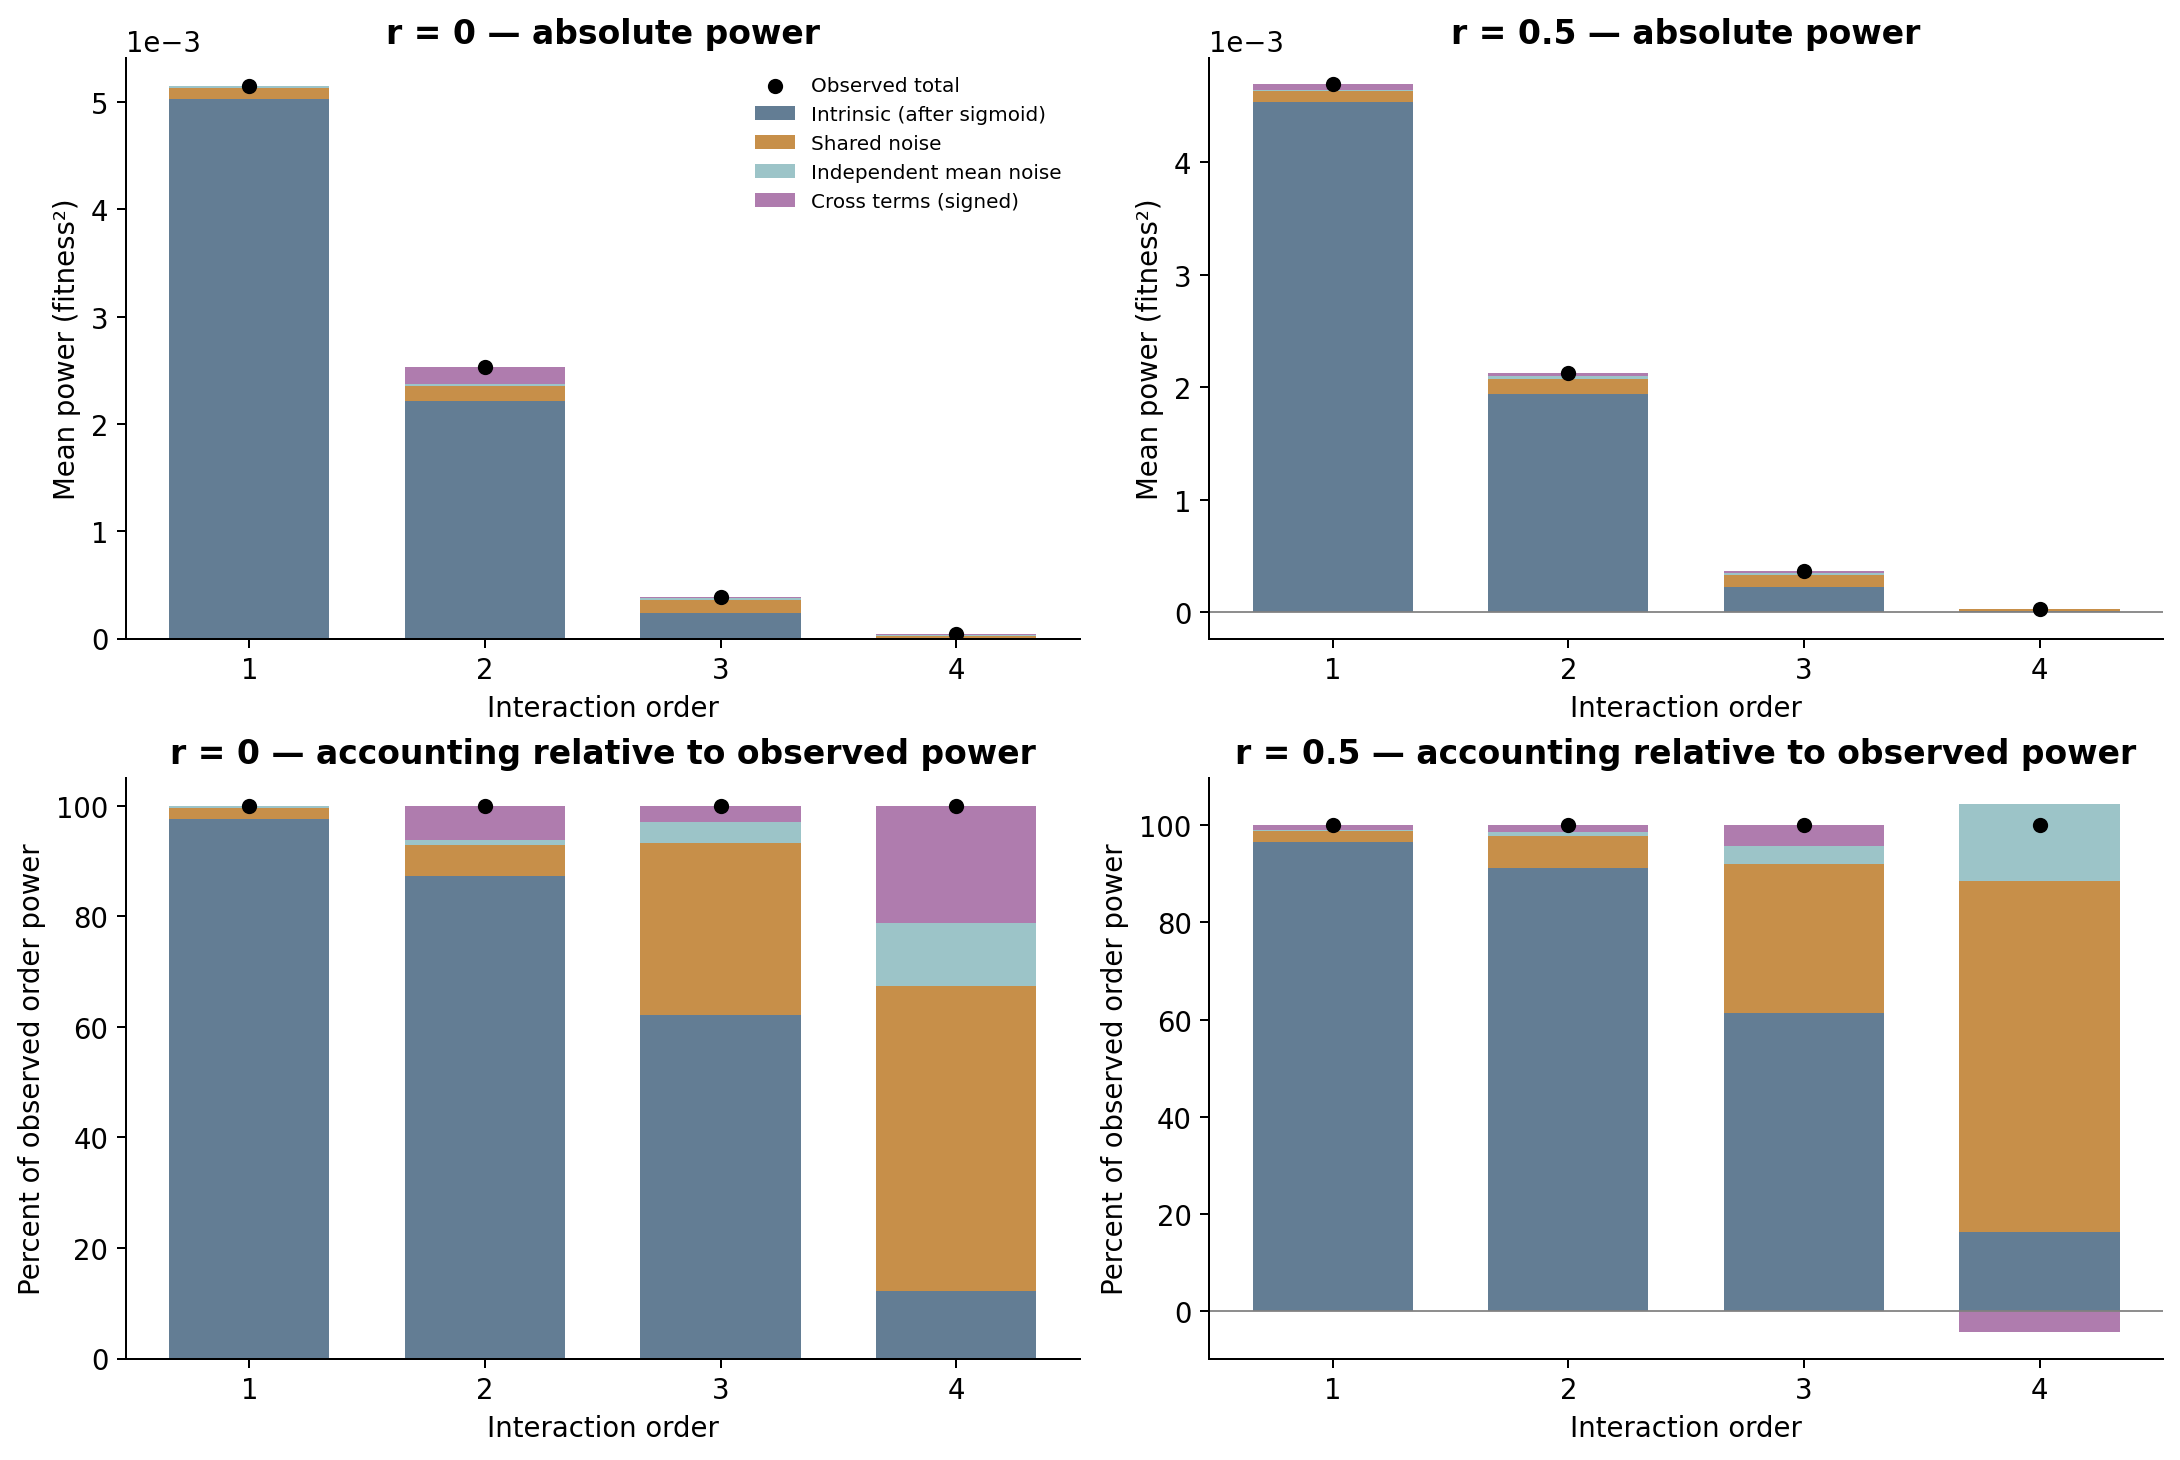 r = 0 — absolute power
1e−3
Mean power (fitness²)
5
4
3
2
1
0
Observed total
Intrinsic (after sigmoid)
Shared noise
Independent mean noise
Cross terms (signed)
1 2 3 4
Interaction order
r = 0.5 — absolute power
1e−3
Mean power (fitness²)
4
3
2
1
0
1 2 3 4
Interaction order
r = 0 — accounting relative to observed power
Percent of observed order power
100
80
60
40
20
0
1 2 3 4
Interaction order
r = 0.5 — accounting relative to observed power
Percent of observed order power
100
80
60
40
20
0
1 2 3 4
Interaction order